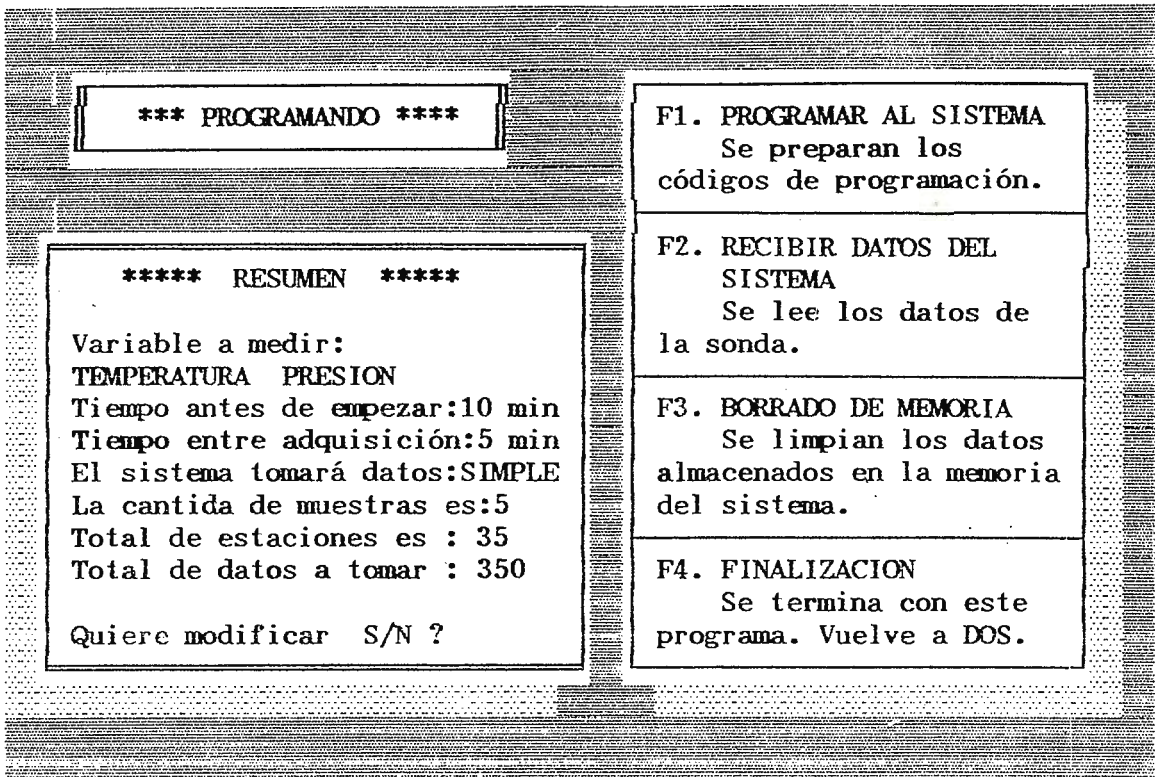 *** PROGRAMANDO ****
***** RESUMEN *****
Variable a medir:
TEMPERATURA PRESION
Tiempo antes de empezar:10 min
Tiempo entre adquisición:5 min
El sistema tomará datos:SIMPLE
La cantida de muestras es:5
Total de estaciones es : 35
Total de datos a tomar : 350
Quiere modificar S/N ?
F1. PROGRAMAR AL SISTEMA
Se preparan los
códigos de programación.
F2. RECIBIR DATOS DEL
SISTEMA
Se lee los datos de
la sonda.
F3. BORRADO DE MEMORIA
Se limpian los datos
almacenados en la memoria
del sistema.
F4. FINALIZACION
Se termina con este
programa. Vuelve a DOS.